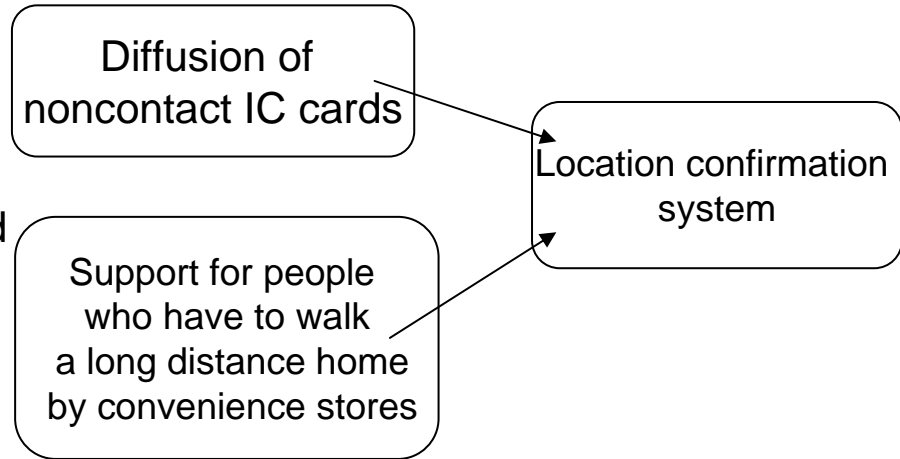 Diffusion of
noncontact IC cards
Location confirmation
system
Support for people
who have to walk
a long distance home
by convenience stores